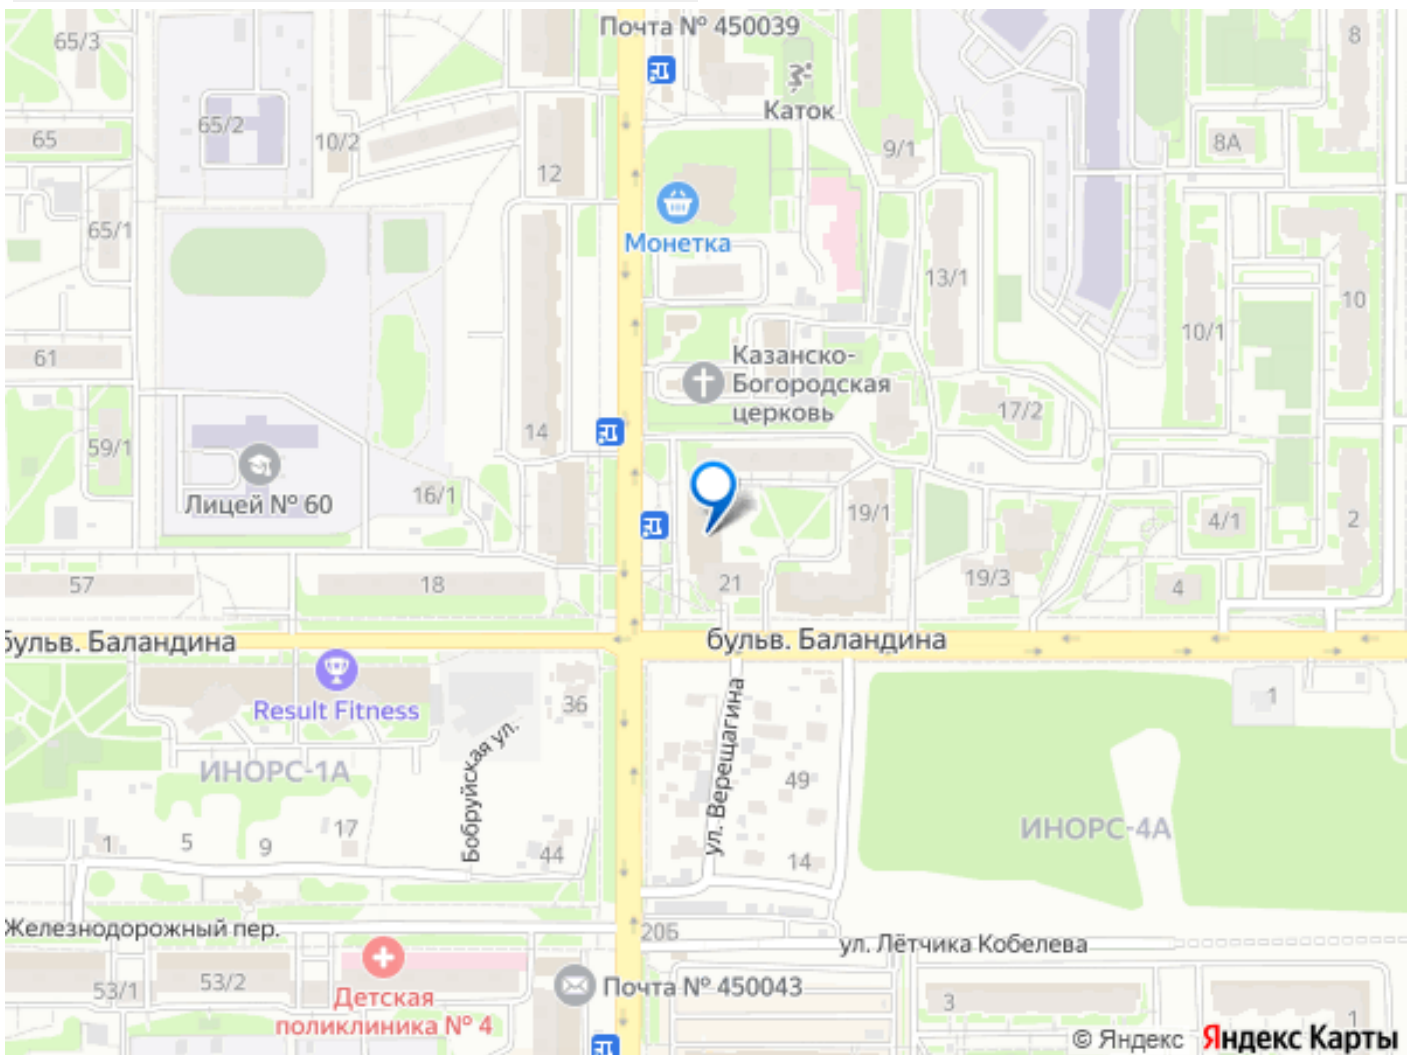 Почта № 450039
65/3
8
Каток
65/2
65
10/2
9/1
8А
12
65/1
Монетка
13/1
10
10/1
61
Казанско-
Богородская
церковь
17/2
14
59/1
Лицей № 60
16/1
19/1
4/1
2
57
18
21
19/3
4
бульв. Баландина
бульв. Баландина
Result Fitness
36
1
ул. Верещагина
Бобруйская ул.
ИНОРС-1А
49
ИНОРС-4А
1
5
9
17
44
14
Железнодорожный пер.
205
ул. Лётчика Кобелева
53/1
53/2
Детская
поликлиника № 4
Почта № 450043
3
1
© Яндекс Яндекс Карты